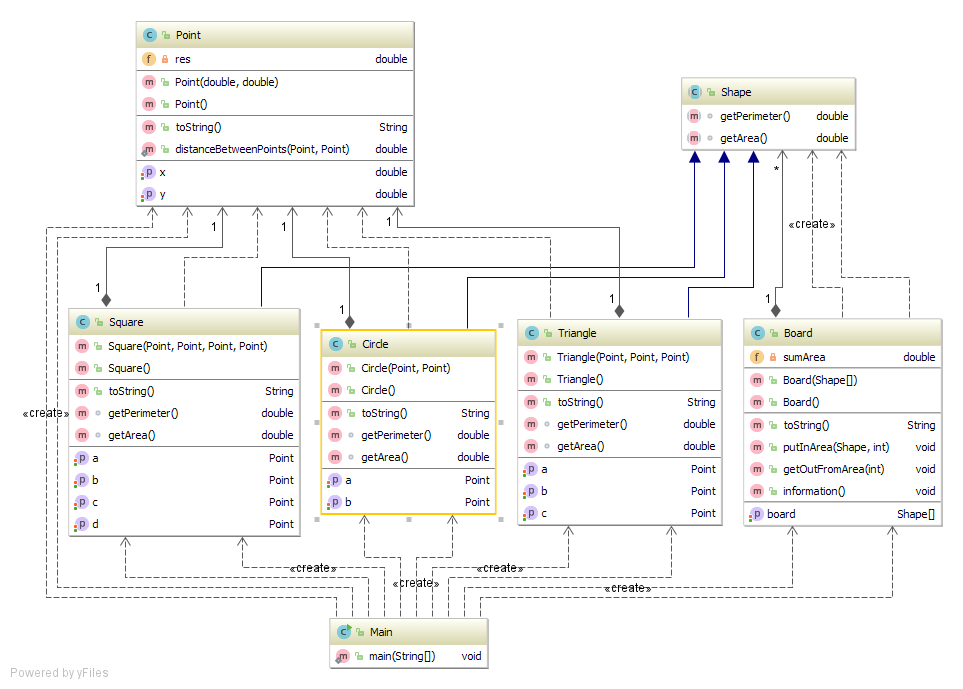 Point
res double
Point(double, double)
Point()
toString() String
distanceBetweenPoints(Point, Point) double
x double
y double
Shape
getPerimeter() double
getArea() double
1
1
1
*
«create»
1
1
1
1
Square
Square(Point, Point, Point, Point)
Square()
toString() String
getPerimeter() double
getArea() double
a Point
b Point
c Point
d Point
Circle
Circle(Point, Point)
Circle()
toString() String
getPerimeter() double
getArea() double
a Point
b Point
Triangle
Triangle(Point, Point, Point)
Triangle()
toString() String
getPerimeter() double
getArea() double
a Point
b Point
c Point
Board
sumArea double
Board(Shape[])
Board()
toString() String
putInArea(Shape, int) void
getOutFromArea(int) void
information() void
board Shape[]
«create»
«create»
«create»
«create»
«create»
Main
main(String[]) void
Powered by yFiles